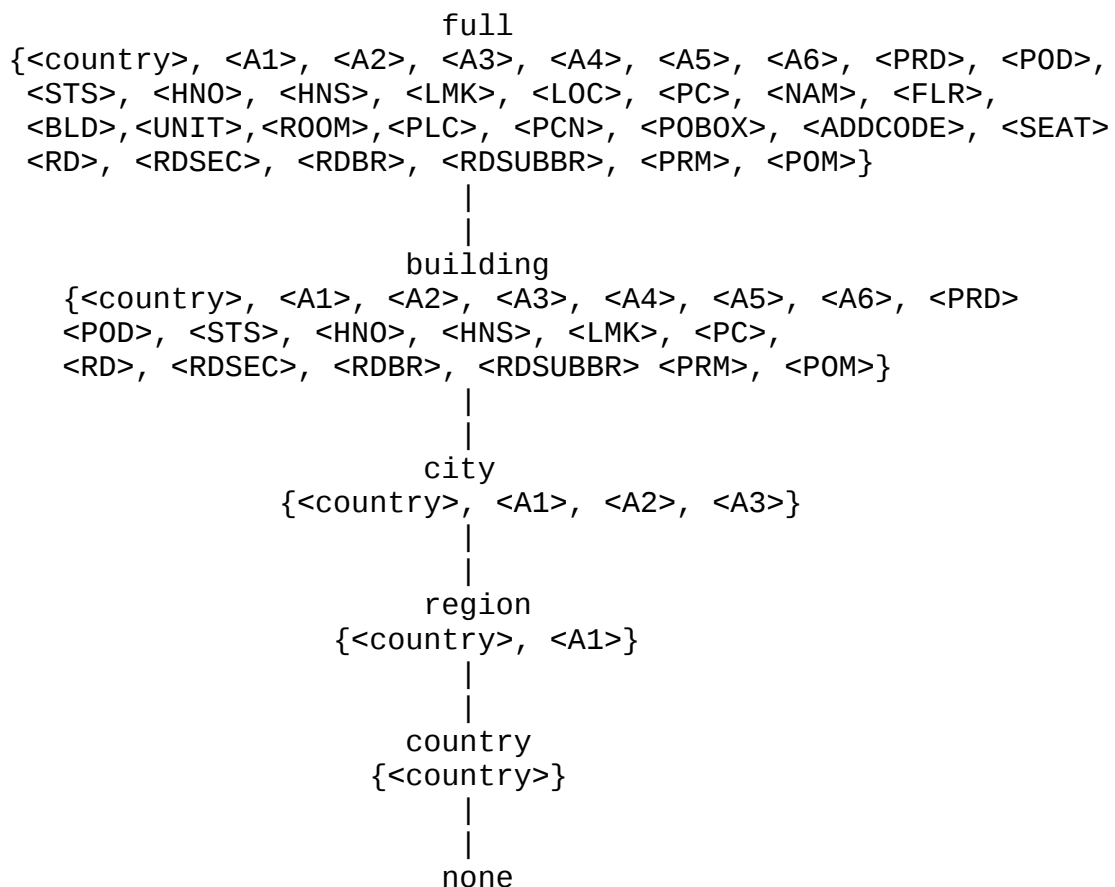 full
{<country>, <A1>, <A2>, <A3>, <A4>, <A5>, <A6>, <PRD>, <POD>,
<STS>, <HNO>, <HNS>, <LMK>, <LOC>, <PC>, <NAM>, <FLR>,
<BLD>,<UNIT>,<ROOM>,<PLC>, <PCN>, <POBOX>, <ADDCODE>, <SEAT>
<RD>, <RDSEC>, <RDBR>, <RDSUBBR>, <PRM>, <POM>}
building
{<country>, <A1>, <A2>, <A3>, <A4>, <A5>, <A6>, <PRD>
<POD>, <STS>, <HNO>, <HNS>, <LMK>, <PC>,
<RD>, <RDSEC>, <RDBR>, <RDSUBBR> <PRM>, <POM>}
city
{<country>, <A1>, <A2>, <A3>}
region
{<country>, <A1>}
country
{<country>}
none